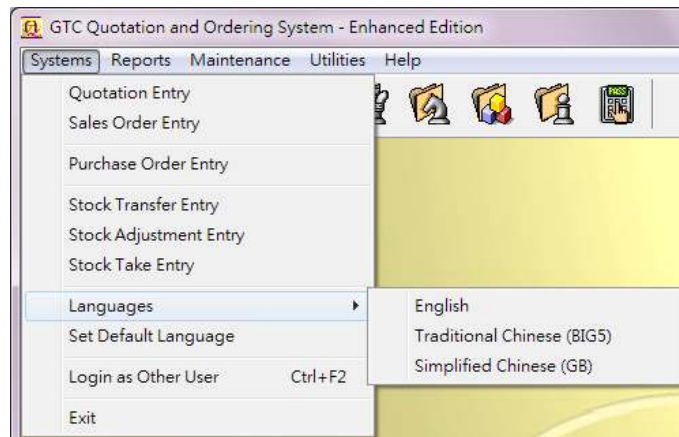 GTC Quotation and Ordering System - Enhanced Edition
Systems Reports Maintenance Utilities Help
Quotation Entry
Sales Order Entry
PASS
Purchase Order Entry
Stock Transfer Entry
Stock Adjustment Entry
Stock Take Entry
Languages
English
Set Default Language
Traditional Chinese (BIG5)
Simplified Chinese (GB)
Login as Other User Ctrl+F2
Exit